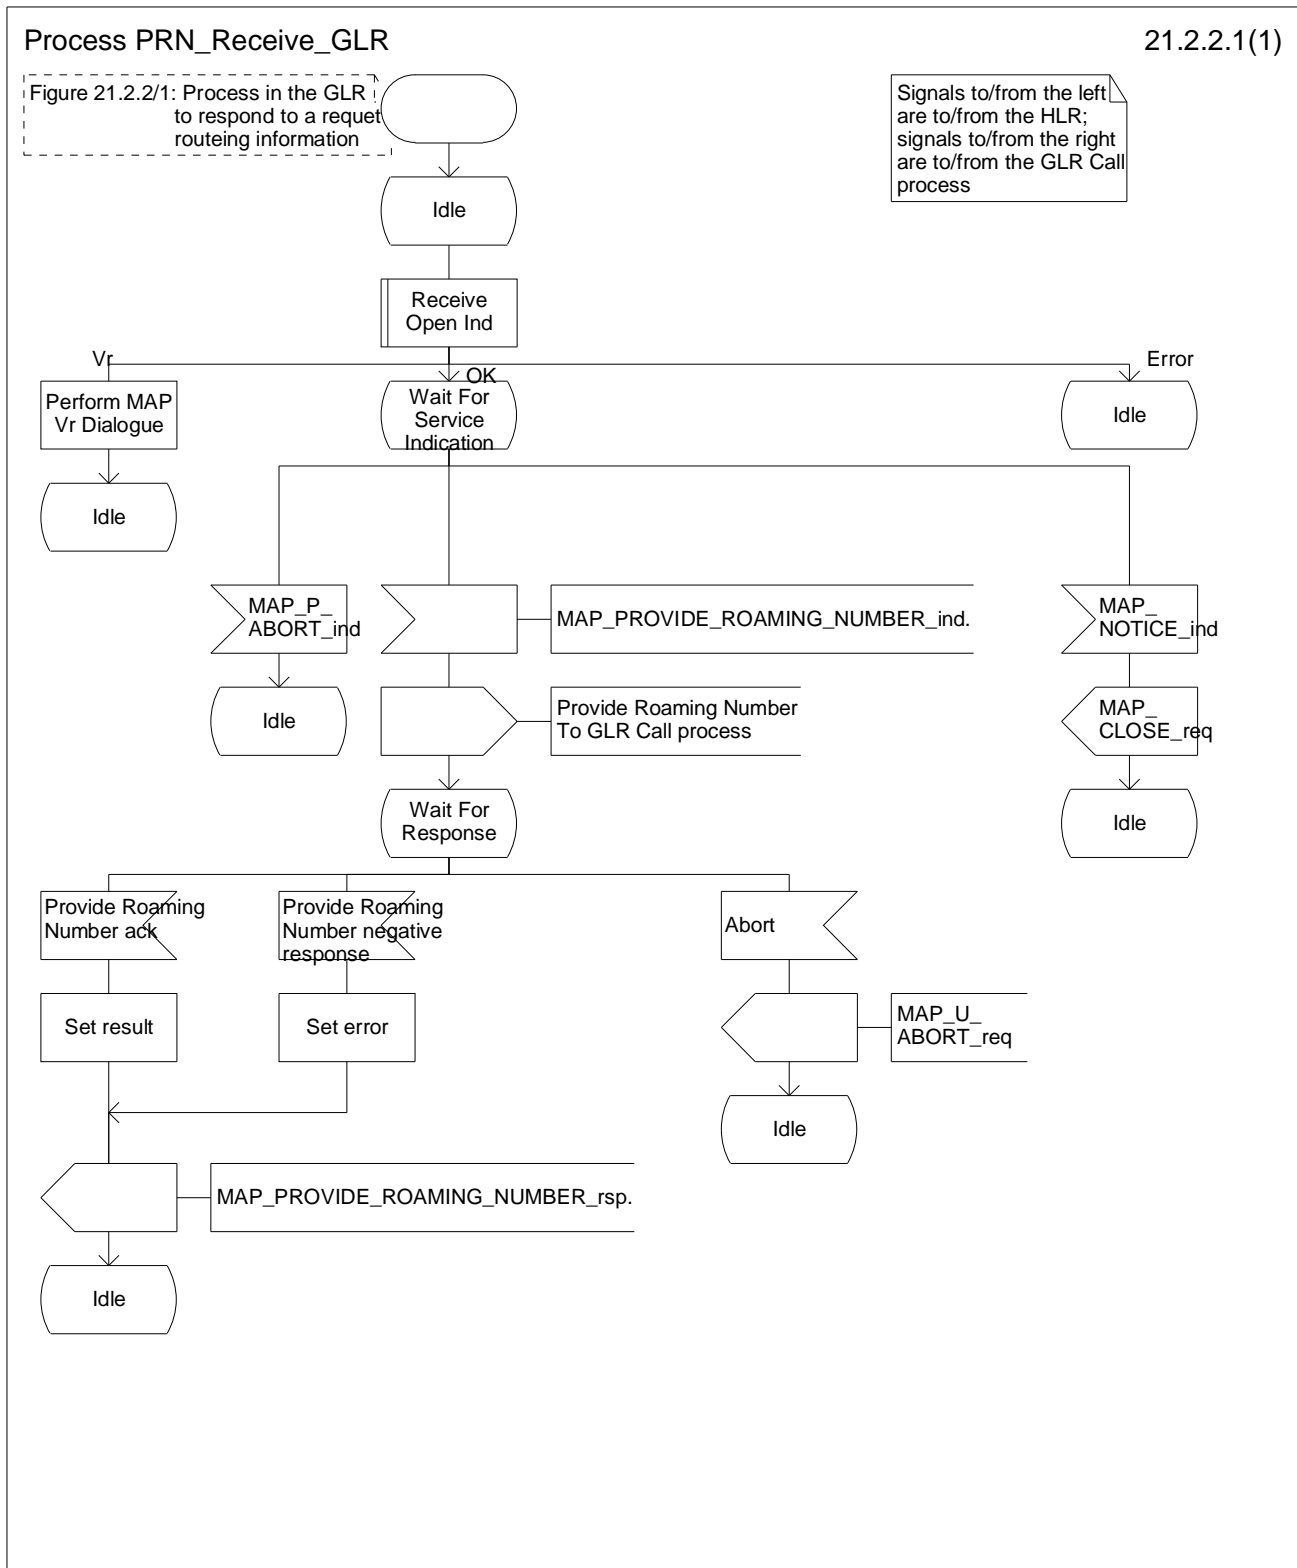 Process PRN_Receive_GLR
21.2.2.1(1)
Figure 21.2.2/1: Process in the GLR
to respond to a requet
routeing information
Signals to/from the left
are to/from the HLR;
signals to/from the right
are to/from the GLR Call
process
Idle
Receive
Open Ind
Vr
OK
Error
Perform MAP
Vr Dialogue
Wait For
Service
Indication
Idle
Idle
MAP_P_
ABORT_ind
MAP_PROVIDE_ROAMING_NUMBER_ind.
MAP_
NOTICE_ind
Idle
Provide Roaming Number
To GLR Call process
MAP_
CLOSE_req
Wait For
Response
Idle
Provide Roaming
Number ack
Provide Roaming
Number negative
response
Abort
Set result
Set error
MAP_U_
ABORT_req
Idle
MAP_PROVIDE_ROAMING_NUMBER_rsp.
Idle